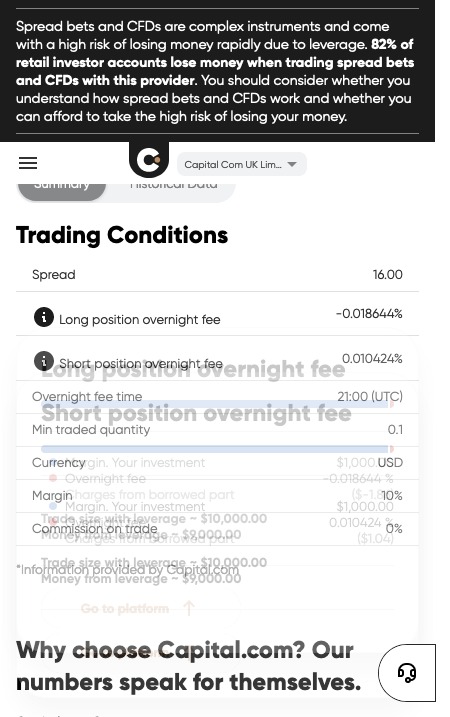 Spread bets and CFDs are complex instruments and come
with a high risk of losing money rapidly due to leverage. 82% of
retail investor accounts lose money when trading spread bets
and CFDs with this provider. You should consider whether you
understand how spread bets and CFDs work and whether you
can afford to take the high risk of losing your money.
Capital Com UK Lim...
Summary Historical Data
Trading Conditions
Spread 16.00
Long position overnight fee -0.018644%
Short position overnight fee 0.010424%
Long position overnight fee
Overnight fee time 21:00 (UTC)
Short position overnight fee
Min traded quantity 0.1
Currency USD
Margin. Your investment
Overnight fee -0.018644 %
Charges from borrowed part
Margin 10%
Margin. Your investment $1,000.00
Trade size with leverage ~ $10,000.00
0.010424 %
Commission on trade 0%
Money from leverage ~ $9,000.00
Charges from borrowed part ($1.04)
Trade size with leverage ~ $10,000.00
*Information provided by Capital.com
Money from leverage ~ $9,000.00
Go to platform
Why choose Capital.com? Our
numbers speak for themselves.